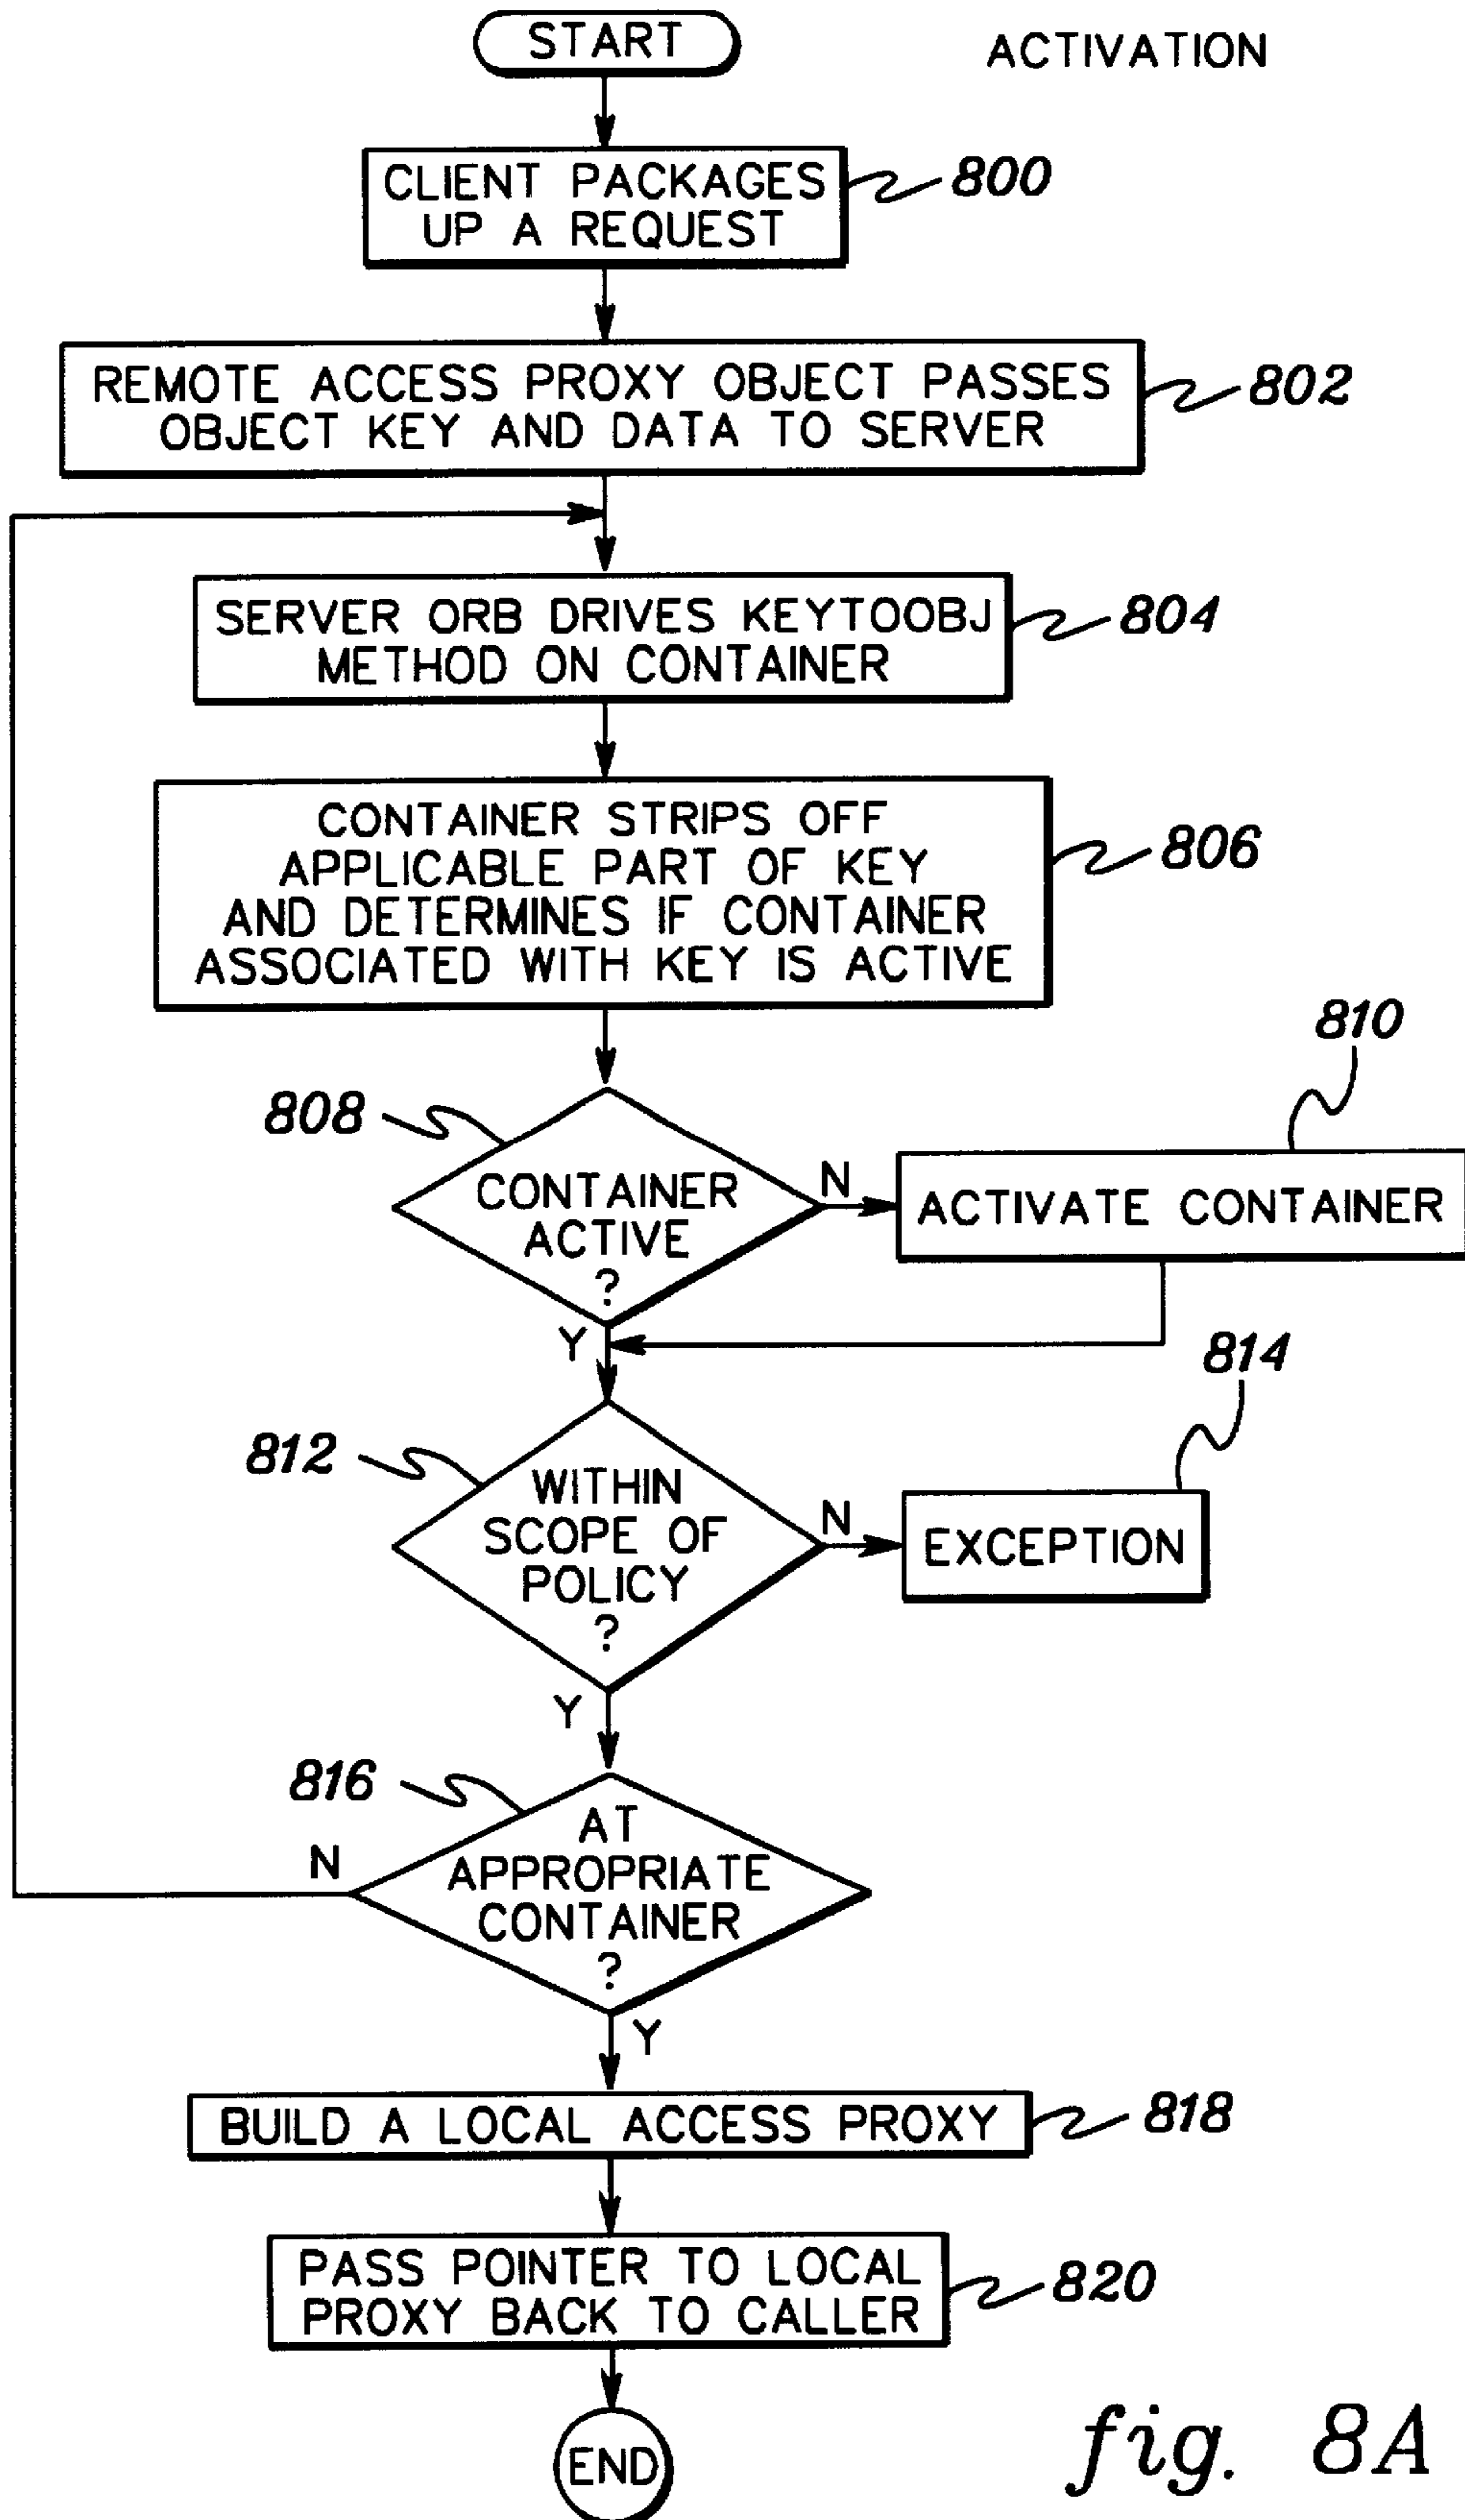 START
ACTIVATION
CLIENT PACKAGES
UP A REQUEST
800
REMOTE ACCESS PROXY OBJECT PASSES
OBJECT KEY AND DATA TO SERVER
802
SERVER ORB DRIVES KEYTOOBJ
METHOD ON CONTAINER
804
CONTAINER STRIPS OFF
APPLICABLE PART OF KEY
AND DETERMINES IF CONTAINER
ASSOCIATED WITH KEY IS ACTIVE
806
808
CONTAINER
ACTIVE
?
N
810
ACTIVATE CONTAINER
Y
812
WITHIN
SCOPE OF
POLICY
?
N
814
EXCEPTION
Y
816
AT
APPROPRIATE
CONTAINER
?
N
Y
BUILD A LOCAL ACCESS PROXY
818
PASS POINTER TO LOCAL
PROXY BACK TO CALLER
820
END
fig. 8A